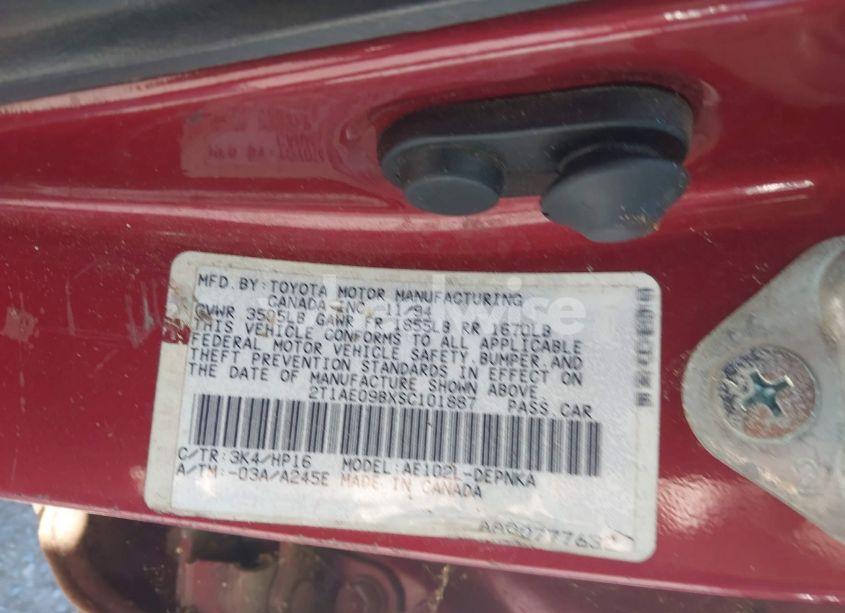 MFD.BY:TOYOTA MOTOR MANUFACTURING
CANADA INC. 11/94
GVWR 3505LB GAWR FR 1855LB RR 1670LB
THIS VEHICLE CONFORMS TO ALL APPLICABLE
FEDERAL MOTOR VEHICLE SAFETY,BUMPER,AND
THEFT PREVENTION STANDARDS IN EFFECT ON
THE DATE OF MANUFACTURE SHOWN ABOVE
2T1AE09BXSC101887 PASS.CAR
C/TR:3K4/HP16 MODEL:AE102L-DEPNKA
A/TM:-03A/A245E MADE IN CANADA